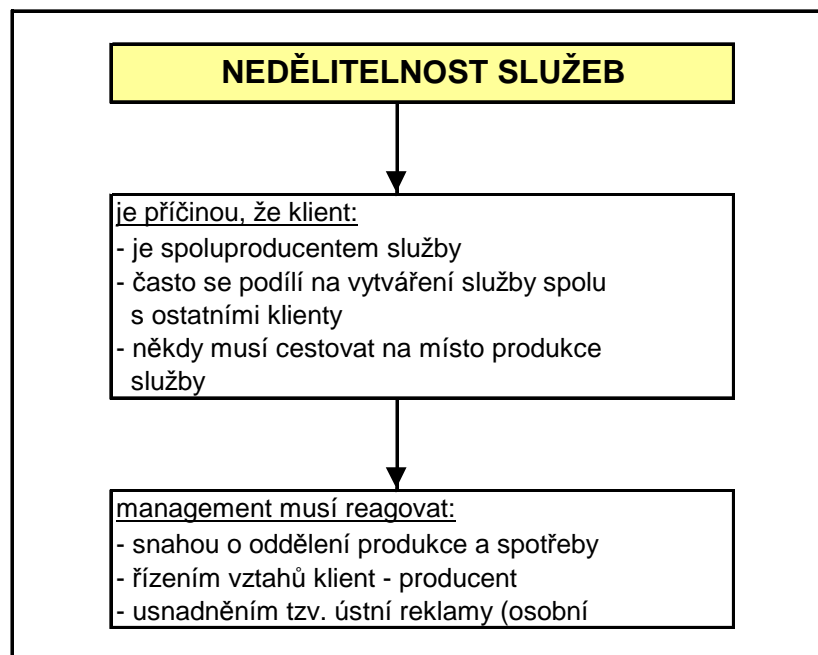 NEDĚLITELNOST SLUŽEB
je příčinou, že klient:
- je spoluproducentem služby
- často se podílí na vytváření služby spolu
s ostatními klienty
- někdy musí cestovat na místo produkce
služby
management musí reagovat:
- snahou o oddělení produkce a spotřeby
- řízením vztahů klient - producent
- usnadněním tzv. ústní reklamy (osobní